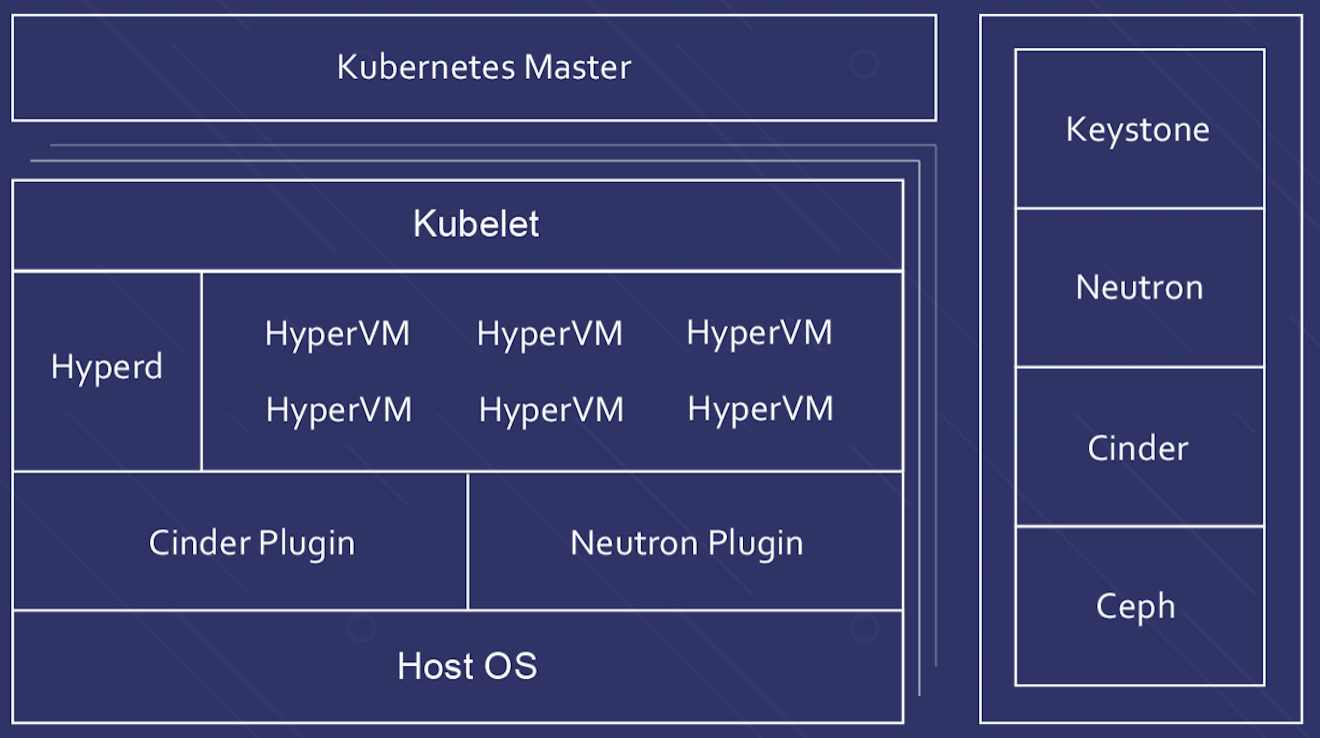 Kubernetes Master
Kubelet
Hyperd
HyperVM HyperVM HyperVM
HyperVM HyperVM HyperVM
Cinder Plugin
Neutron Plugin
Host OS
Keystone
Neutron
Cinder
Ceph